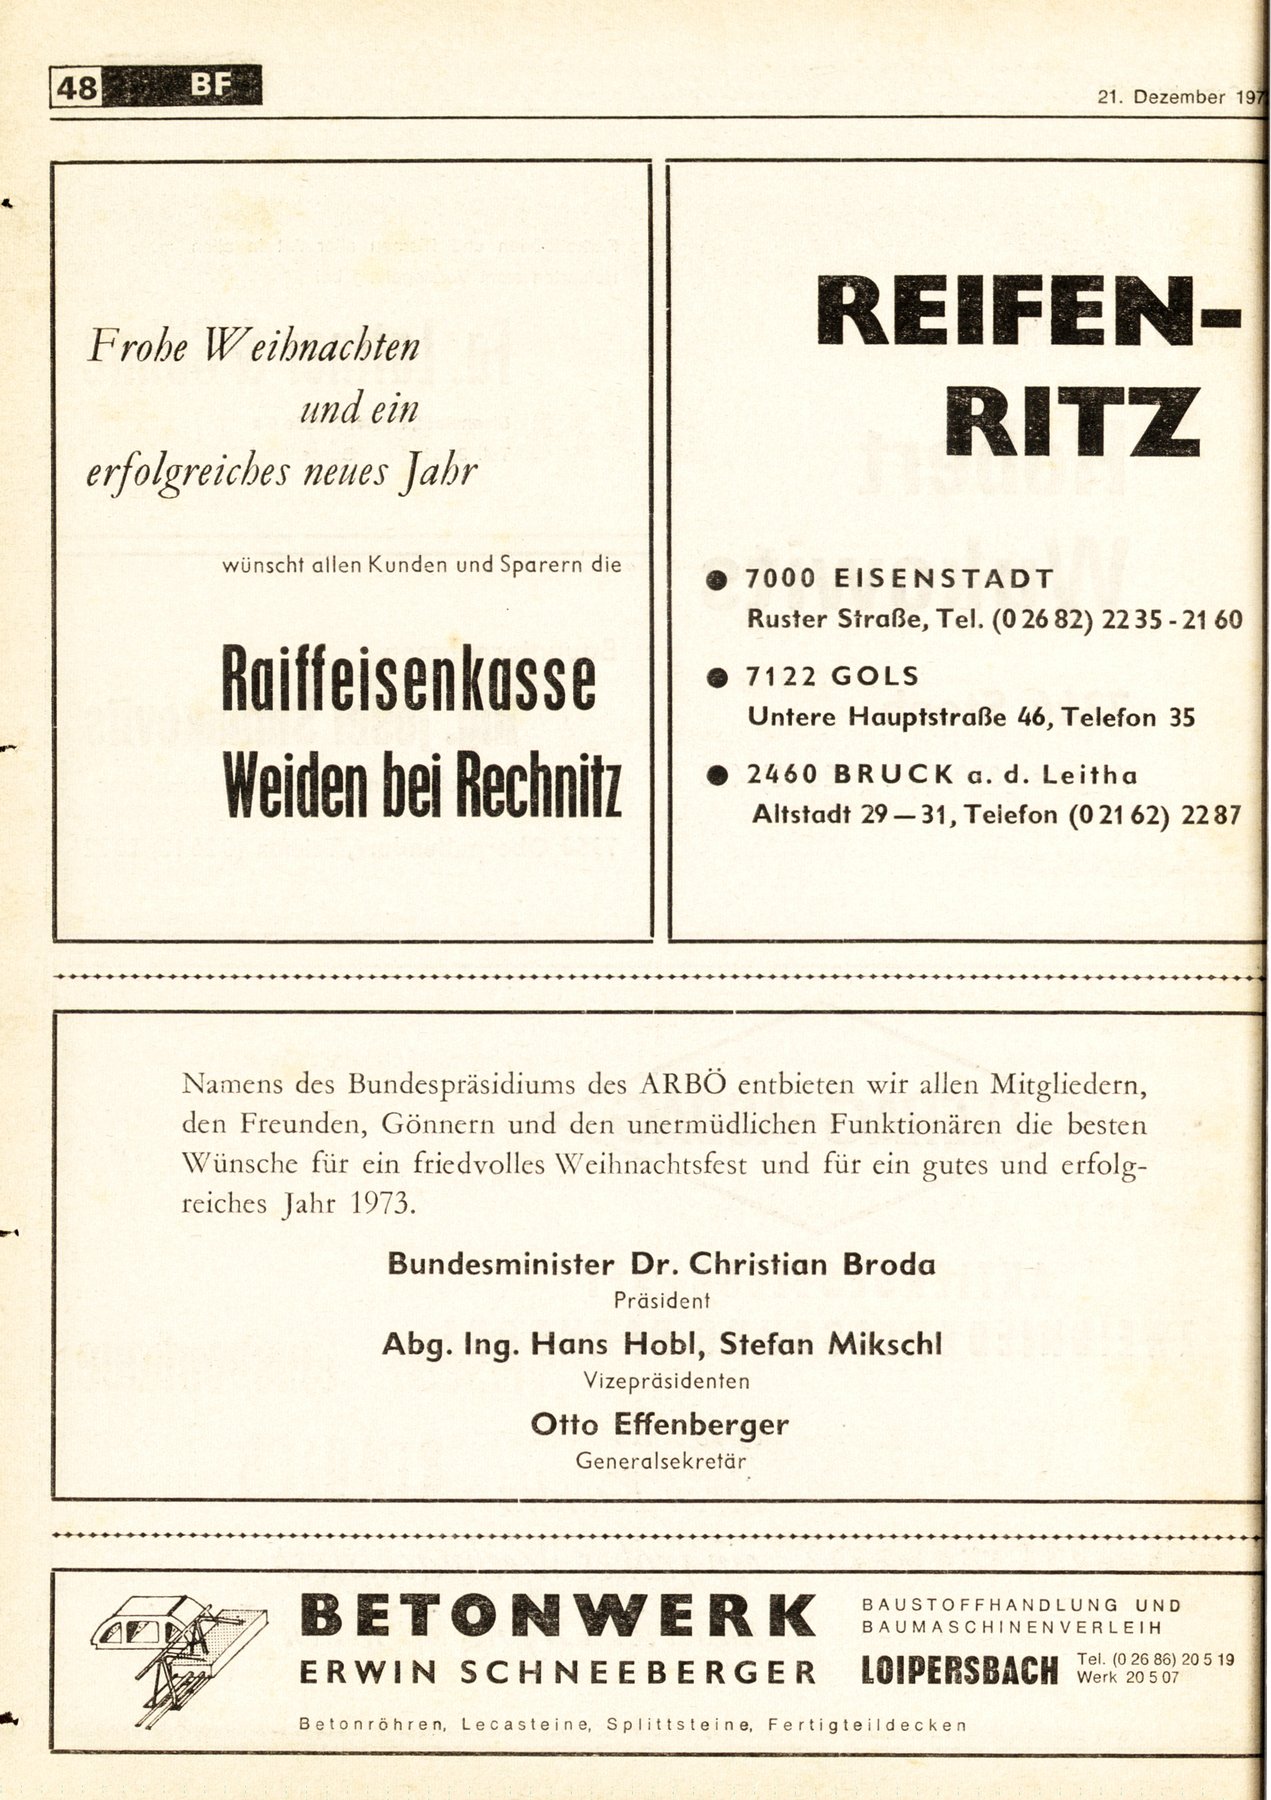 48 BF
21. Dezember 197
Frohe Weihnachten
und ein
erfolgreiches neues Jahr
wünscht allen Kunden und Sparern die
Raiffeisenkasse
Weiden bei Rechnitz
REIFEN-
RITZ
● 7000 EISENSTADT
Ruster Straße, Tel. (0 26 82) 22 35 - 21 60
● 7122 GOLS
Untere Hauptstraße 46, Telefon 35
● 2460 BRUCK a. d. Leitha
Altstadt 29 — 31, Telefon (0 21 62) 22 87
Namens des Bundespräsidiums des ARBÖ entbieten wir allen Mitgliedern,
den Freunden, Gönnern und den unermüdlichen Funktionären die besten
Wünsche für ein friedvolles Weihnachtsfest und für ein gutes und erfolg-
reiches Jahr 1973.
Bundesminister Dr. Christian Broda
Präsident
Abg. Ing. Hans Hobl, Stefan Mikschl
Vizepräsidenten
Otto Effenberger
Generalsekretär
BETONWERK
ERWIN SCHNEEBERGER
Betonröhren, Lecasteine, Splittsteine, Fertigteildecken
BAUSTOFFHANDLUNG UND
BAUMASCHINENVERLEIH
LOIPERSBACH
Tel. (0 26 86) 20 5 19
Werk 20 5 07